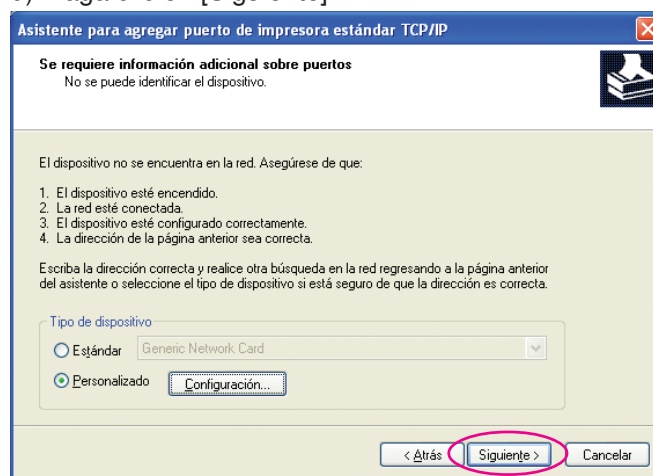 Asistente para agregar puerto de impresora estándar TCP/IP
Se requiere información adicional sobre puertos
No se puede identificar el dispositivo.
El dispositivo no se encuentra en la red. Asegúrese de que:
1. El dispositivo esté encendido.
2. La red esté conectada.
3. El dispositivo esté configurado correctamente.
4. La dirección de la página anterior sea correcta.
Escriba la dirección correcta y realice otra búsqueda en la red regresando a la página anterior
del asistente o seleccione el tipo de dispositivo si está seguro de que la dirección es correcta.
Tipo de dispositivo
Estándar Generic Network Card
Personalizado Configuración...
< Atrás Siguiente > Cancelar